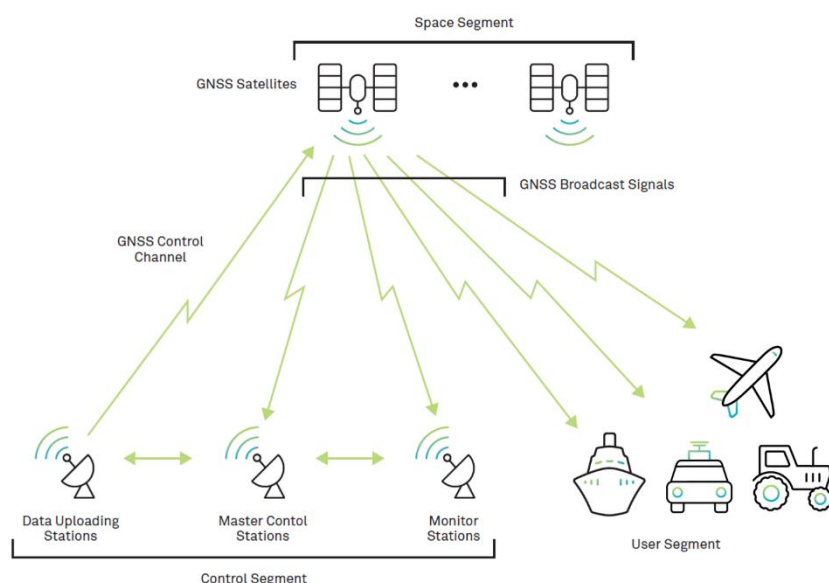 Space Segment
GNSS Satellites
GNSS Broadcast Signals
GNSS Control
Channel
Data Uploading
Stations
Master Contol
Stations
Monitor
Stations
User Segment
Control Segment